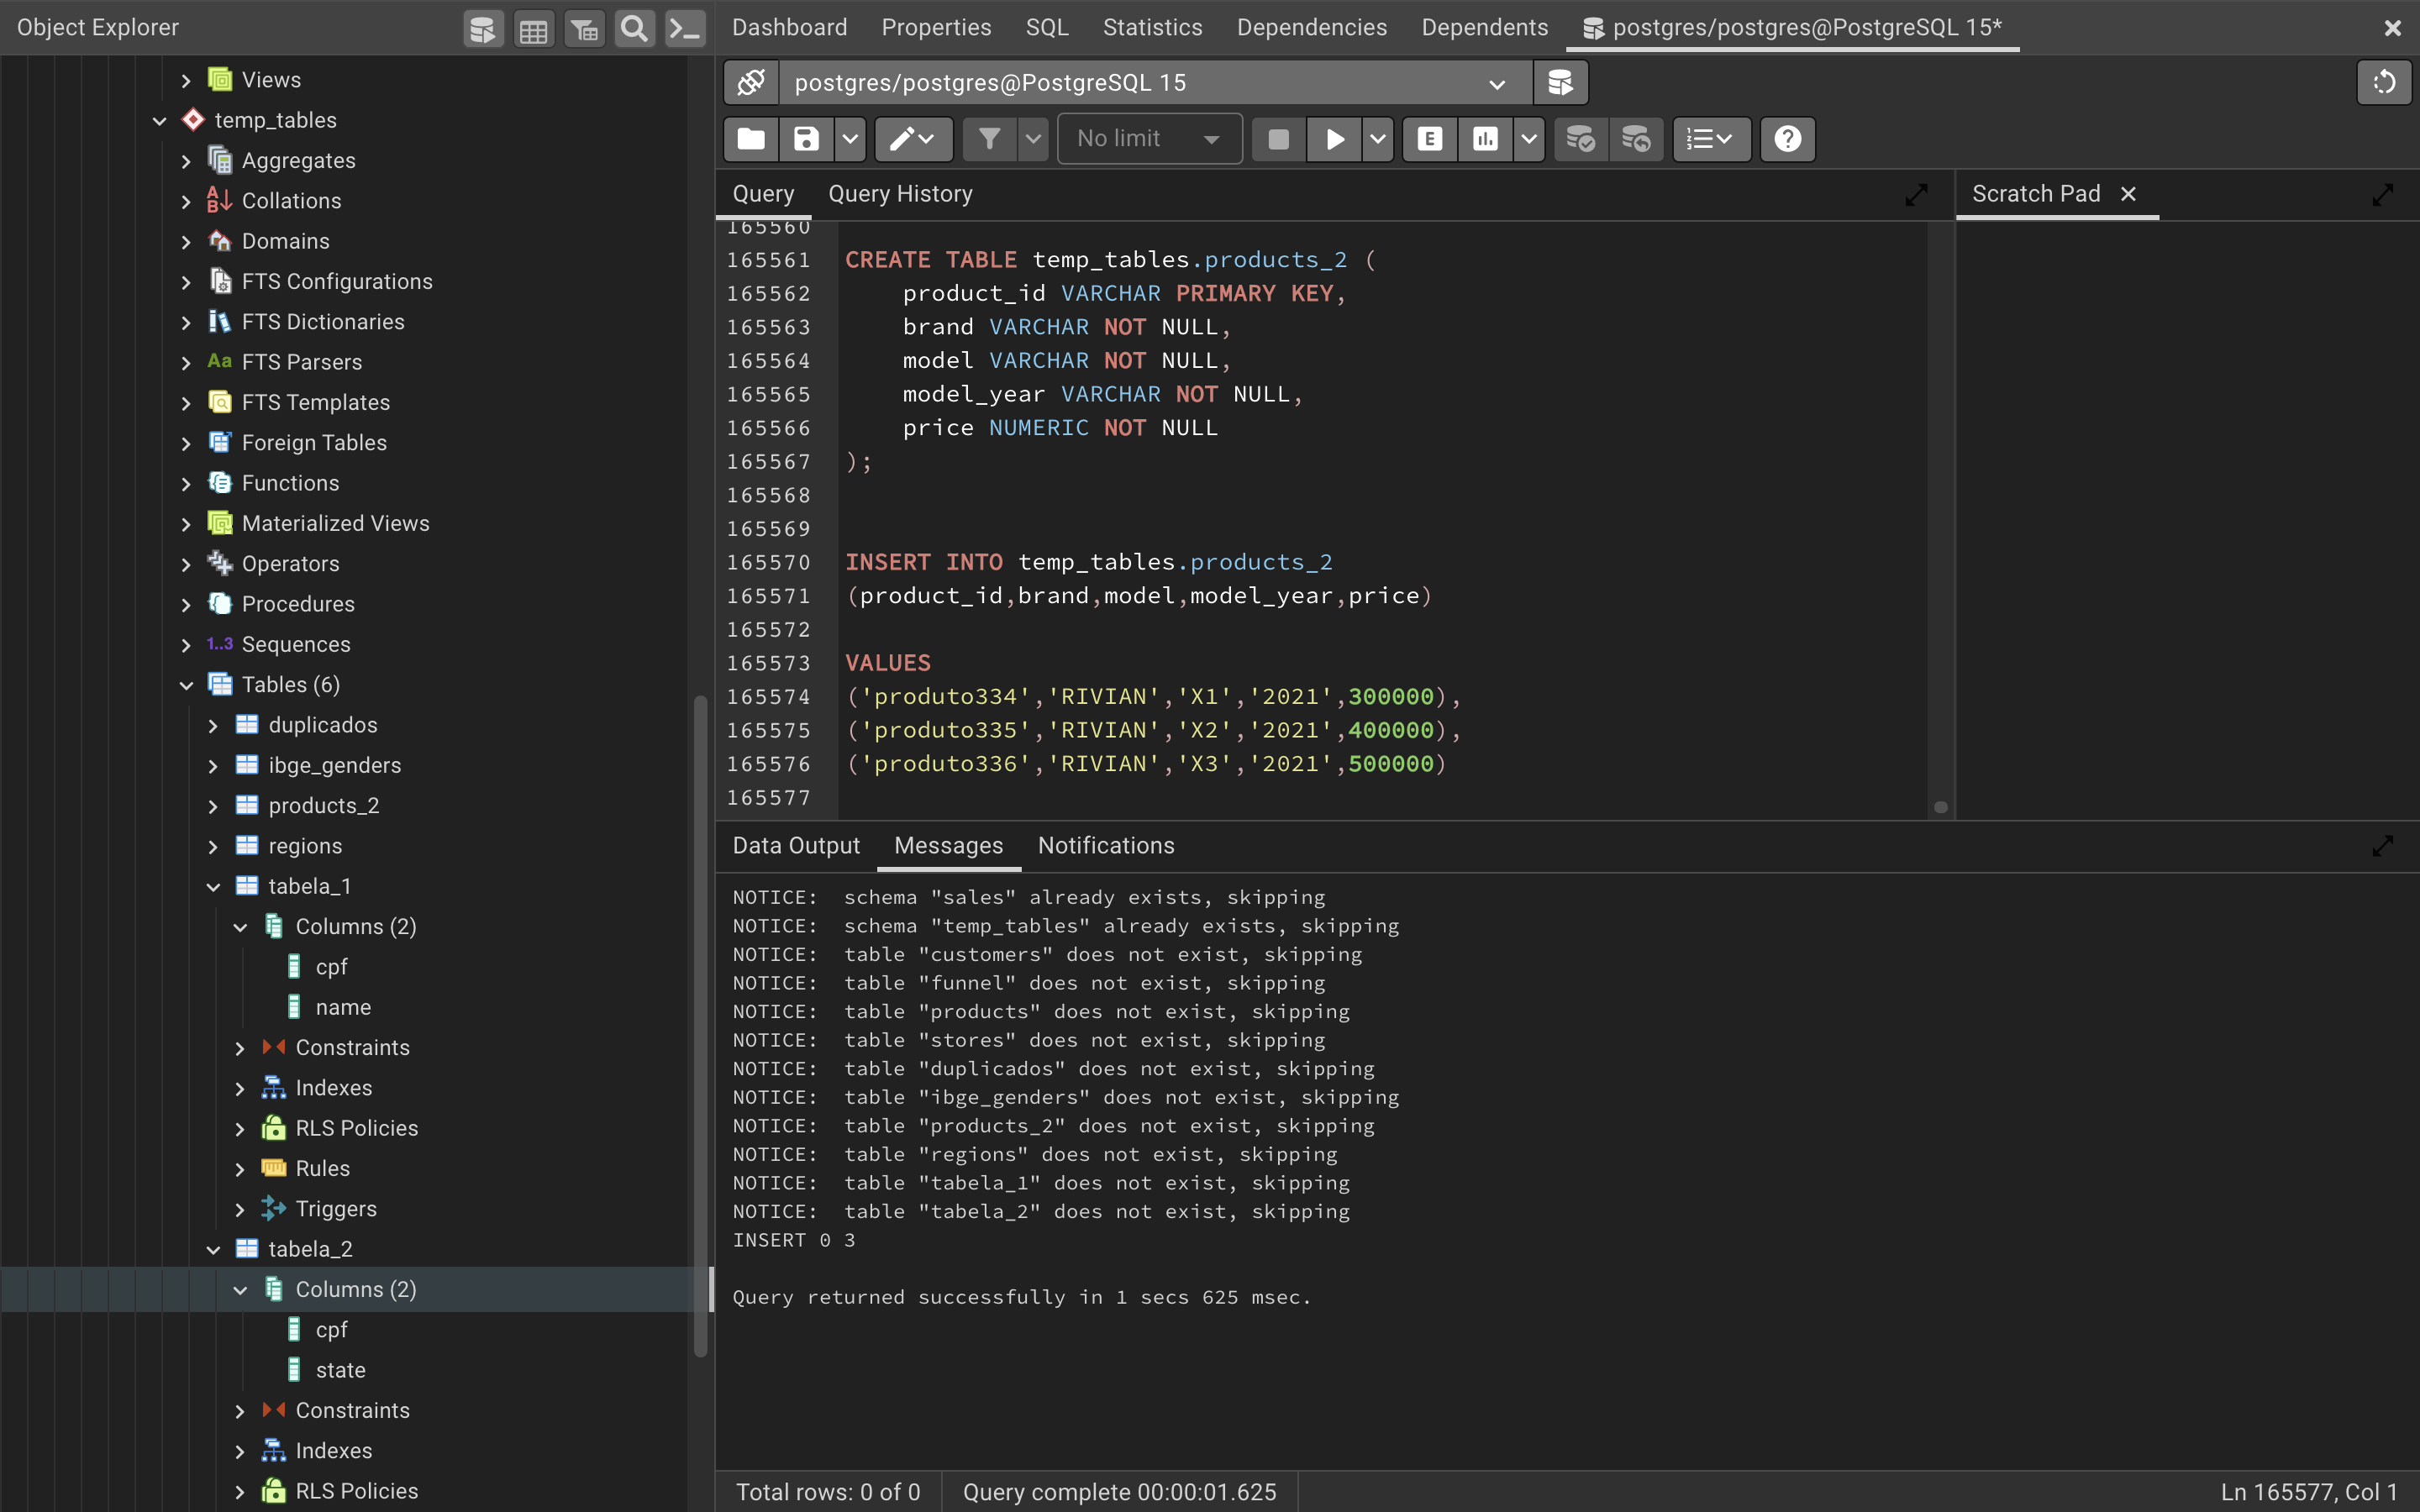 Object Explorer
Views
temp_tables
Aggregates
Collations
Domains
FTS Configurations
FTS Dictionaries
Aa FTS Parsers
FTS Templates
Foreign Tables
Functions
Materialized Views
Operators
Procedures
1..3 Sequences
Tables (6)
duplicados
ibge_genders
products_2
regions
tabela_1
Columns (2)
cpf
name
Constraints
Indexes
RLS Policies
Rules
Triggers
tabela_2
Columns (2)
cpf
state
Constraints
Indexes
RLS Policies
Dashboard Properties SQL Statistics Dependencies Dependents postgres/postgres@PostgreSQL 15*
postgres/postgres@PostgreSQL 15
No limit E
Query Query History
Scratch Pad
165560
165561 CREATE TABLE temp_tables.products_2 (
165562 product_id VARCHAR PRIMARY KEY,
165563 brand VARCHAR NOT NULL,
165564 model VARCHAR NOT NULL,
165565 model_year VARCHAR NOT NULL,
165566 price NUMERIC NOT NULL
165567 );
165568
165569
165570 INSERT INTO temp_tables.products_2
165571 (product_id,brand,model,model_year,price)
165572
165573 VALUES
165574 ('produto334','RIVIAN','X1','2021',300000),
165575 ('produto335','RIVIAN','X2','2021',400000),
165576 ('produto336','RIVIAN','X3','2021',500000)
165577
Data Output Messages Notifications
NOTICE:  schema "sales" already exists, skipping
NOTICE:  schema "temp_tables" already exists, skipping
NOTICE:  table "customers" does not exist, skipping
NOTICE:  table "funnel" does not exist, skipping
NOTICE:  table "products" does not exist, skipping
NOTICE:  table "stores" does not exist, skipping
NOTICE:  table "duplicados" does not exist, skipping
NOTICE:  table "ibge_genders" does not exist, skipping
NOTICE:  table "products_2" does not exist, skipping
NOTICE:  table "regions" does not exist, skipping
NOTICE:  table "tabela_1" does not exist, skipping
NOTICE:  table "tabela_2" does not exist, skipping
INSERT 0 3
Query returned successfully in 1 secs 625 msec.
Total rows: 0 of 0 Query complete 00:00:01.625 Ln 165577, Col 1